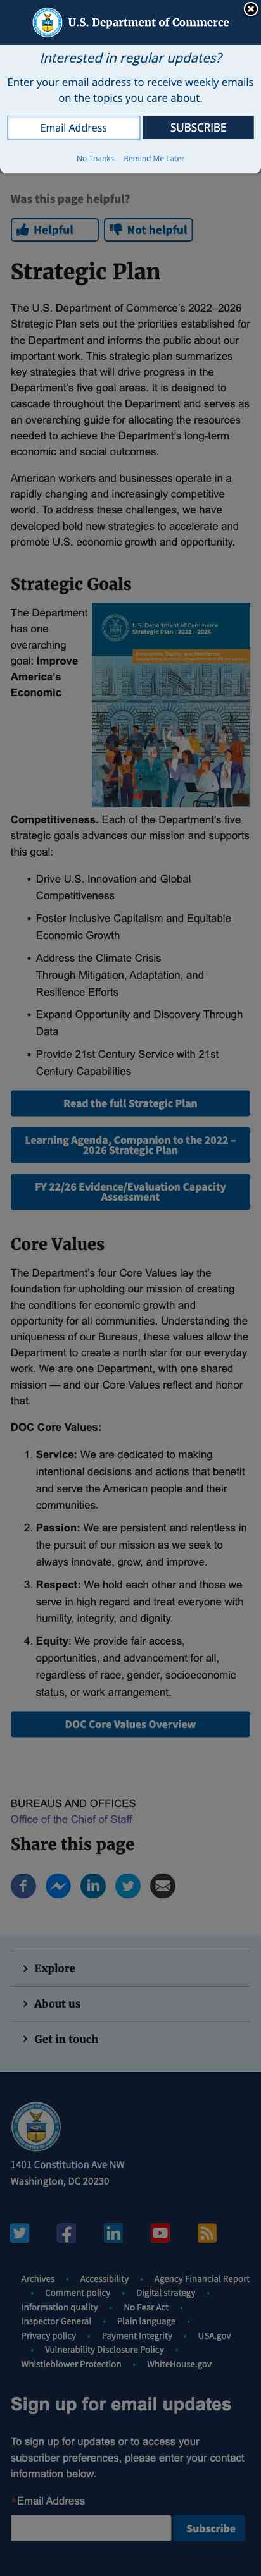 U.S. Department of Commerce
Interested in regular updates?
Enter your email address to receive weekly emails
on the topics you care about.
Email Address
SUBSCRIBE
No Thanks Remind Me Later
Was this page helpful?
Helpful
Not helpful
Strategic Plan
The U.S. Department of Commerce's 2022–2026
Strategic Plan sets out the priorities established for
the Department and informs the public about our
important work. This strategic plan summarizes
key strategies that will drive progress in the
Department's five goal areas. It is designed to
cascade throughout the Department and serves as
an overarching guide for allocating the resources
needed to achieve the Department's long-term
economic and social outcomes.
American workers and businesses operate in a
rapidly changing and increasingly competitive
world. To address these challenges, we have
developed bold new strategies to accelerate and
promote U.S. economic growth and opportunity.
Strategic Goals
The Department
has one
overarching
goal: Improve
America's
Economic
U.S. Department of Commerce
Strategic Plan : 2022 – 2026
Competitiveness. Each of the Department's five
strategic goals advances our mission and supports
this goal:
• Drive U.S. Innovation and Global
Competitiveness
• Foster Inclusive Capitalism and Equitable
Economic Growth
• Address the Climate Crisis
Through Mitigation, Adaptation, and
Resilience Efforts
• Expand Opportunity and Discovery Through
Data
• Provide 21st Century Service with 21st
Century Capabilities
Read the full Strategic Plan
Learning Agenda, Companion to the 2022 –
2026 Strategic Plan
FY 22/26 Evidence/Evaluation Capacity
Assessment
Core Values
The Department's four Core Values lay the
foundation for upholding our mission of creating
the conditions for economic growth and
opportunity for all communities. Understanding the
uniqueness of our Bureaus, these values allow the
Department to create a north star for our everyday
work. We are one Department, with one shared
mission — and our Core Values reflect and honor
that.
DOC Core Values:
1. Service: We are dedicated to making
intentional decisions and actions that benefit
and serve the American people and their
communities.
2. Passion: We are persistent and relentless in
the pursuit of our mission as we seek to
always innovate, grow, and improve.
3. Respect: We hold each other and those we
serve in high regard and treat everyone with
humility, integrity, and dignity.
4. Equity: We provide fair access,
opportunities, and advancement for all,
regardless of race, gender, socioeconomic
status, or work arrangement.
DOC Core Values Overview
BUREAUS AND OFFICES
Office of the Chief of Staff
Share this page
Explore
About us
Get in touch
1401 Constitution Ave NW
Washington, DC 20230
Archives • Accessibility • Agency Financial Report
• Comment policy • Digital strategy •
Information quality • No Fear Act •
Inspector General • Plain language •
Privacy policy • Payment Integrity • USA.gov
• Vulnerability Disclosure Policy •
Whistleblower Protection • WhiteHouse.gov
Sign up for email updates
To sign up for updates or to access your
subscriber preferences, please enter your contact
information below.
*Email Address
Subscribe